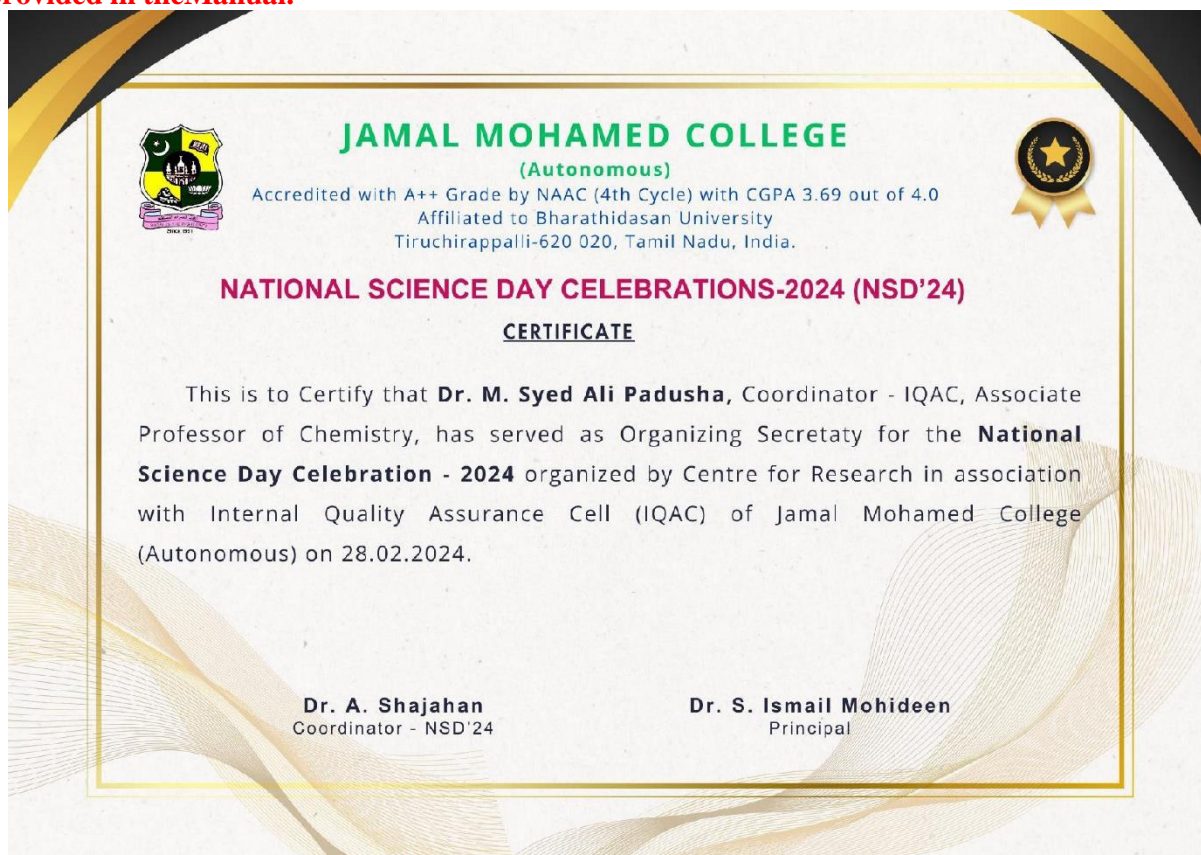 rovided in theManual.
JAMAL MOHAMED COLLEGE
(Autonomous)
Accredited with A++ Grade by NAAC (4th Cycle) with CGPA 3.69 out of 4.0
Affiliated to Bharathidasan University
Tiruchirappalli-620 020, Tamil Nadu, India.
NATIONAL SCIENCE DAY CELEBRATIONS-2024 (NSD'24)
CERTIFICATE
This is to Certify that Dr. M. Syed Ali Padusha, Coordinator - IQAC, Associate
Professor of Chemistry, has served as Organizing Secretaty for the National
Science Day Celebration - 2024 organized by Centre for Research in association
with Internal Quality Assurance Cell (IQAC) of Jamal Mohamed College
(Autonomous) on 28.02.2024.
Dr. A. Shajahan
Coordinator - NSD'24
Dr. S. Ismail Mohideen
Principal